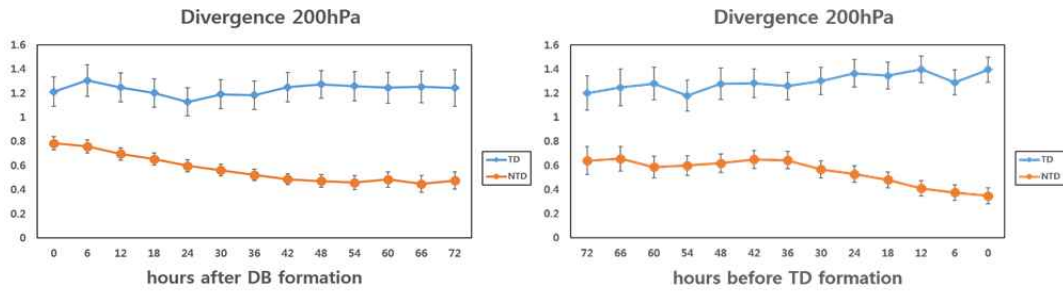 Divergence 200hPa
1.6
1.4
1.2
1
0.8
0.6
0.4
0.2
0
0 6 12 18 24 30 36 42 48 54 60 66 72
hours after DB formation
TD
NTD
Divergence 200hPa
1.6
1.4
1.2
1
0.8
0.6
0.4
0.2
0
72 66 60 54 48 42 36 30 24 18 12 6 0
hours before TD formation
TD
NTD